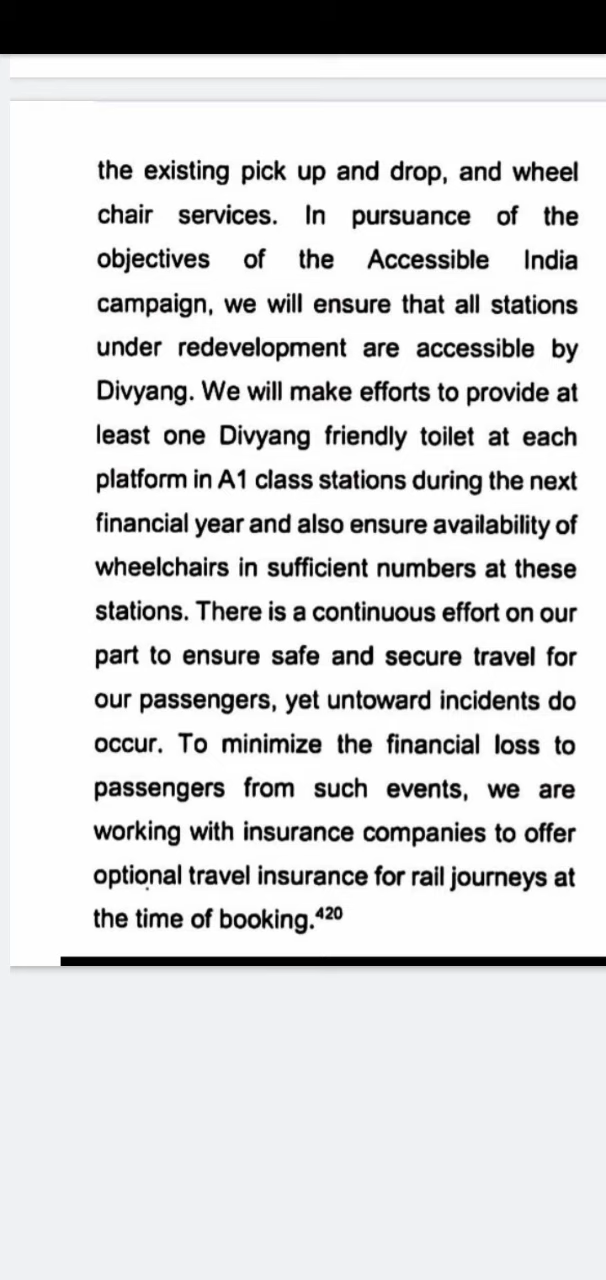 the existing pick up and drop, and wheel
chair services. In pursuance of the
objectives of the Accessible India
campaign, we will ensure that all stations
under redevelopment are accessible by
Divyang. We will make efforts to provide at
least one Divyang friendly toilet at each
platform in A1 class stations during the next
financial year and also ensure availability of
wheelchairs in sufficient numbers at these
stations. There is a continuous effort on our
part to ensure safe and secure travel for
our passengers, yet untoward incidents do
occur. To minimize the financial loss to
passengers from such events, we are
working with insurance companies to offer
optional travel insurance for rail journeys at
the time of booking.⁴²⁰